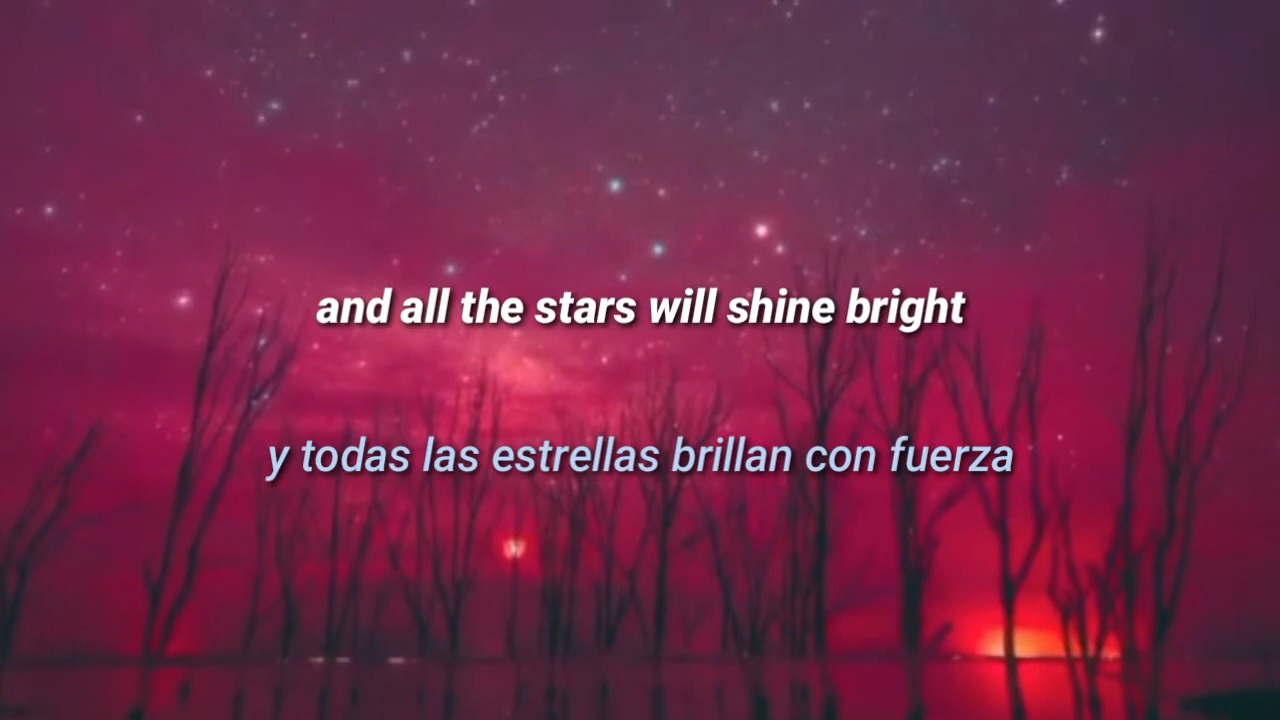 and all the stars will shine bright
y todas las estrellas brillan con fuerza